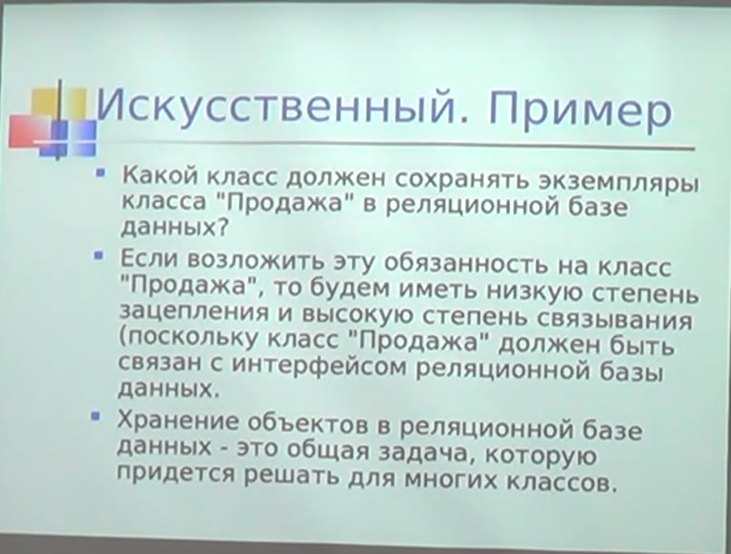 Искусственный. Пример
Какой класс должен сохранять экземпляры
класса "Продажа" в реляционной базе
данных?
Если возложить эту обязанность на класс
"Продажа", то будем иметь низкую степень
зацепления и высокую степень связывания
(поскольку класс "Продажа" должен быть
связан с интерфейсом реляционной базы
данных.
Хранение объектов в реляционной базе
данных - это общая задача, которую
придется решать для многих классов.